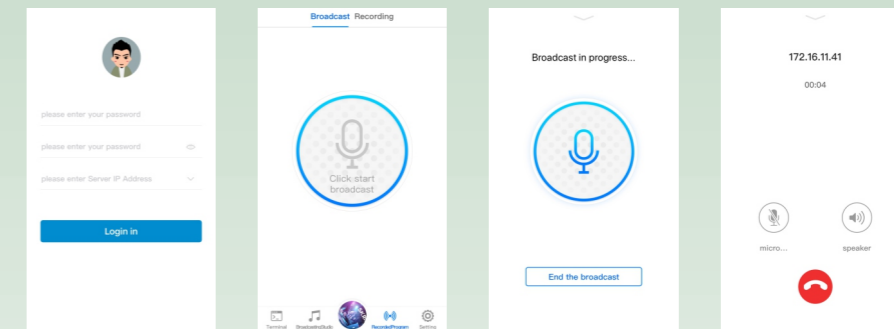 please enter your password
please enter your password
please enter Server IP Address
Login in
Broadcast Recording
Click start
broadcast
Terminal
BroadcastingStudio
RecordedProgram
Setting
Broadcast in progress...
End the broadcast
172.16.11.41
00:04
micro...
speaker